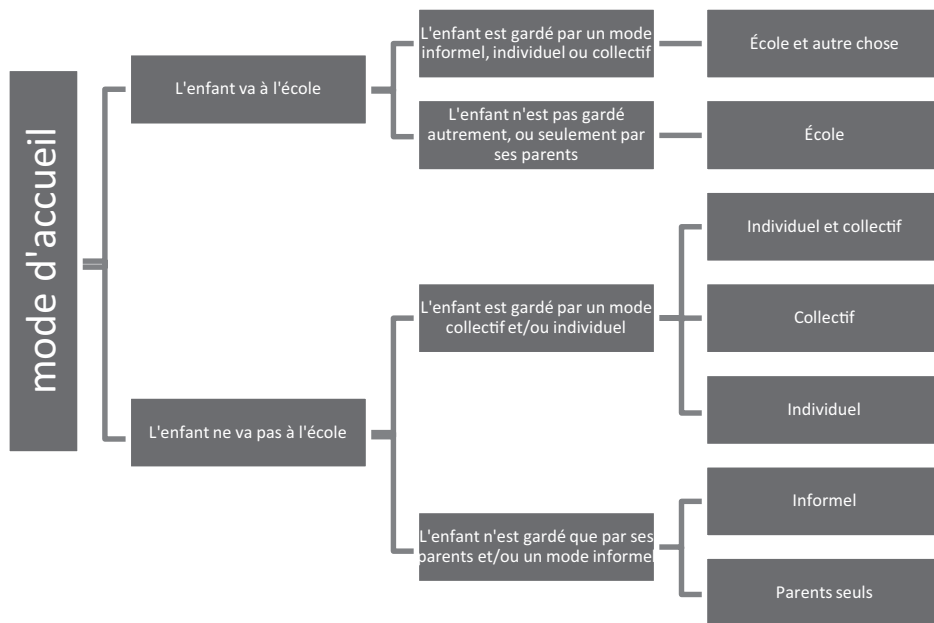 mode d'accueil
L'enfant va à l'école
L'enfant est gardé par un mode
informel, individuel ou collectif
École et autre chose
L'enfant n'est pas gardé
autrement, ou seulement par
ses parents
École
L'enfant ne va pas à l'école
L'enfant est gardé par un mode
collectif et/ou individuel
Individuel et collectif
Collectif
Individuel
L'enfant n'est gardé que par ses
parents et/ou un mode informel
Informel
Parents seuls